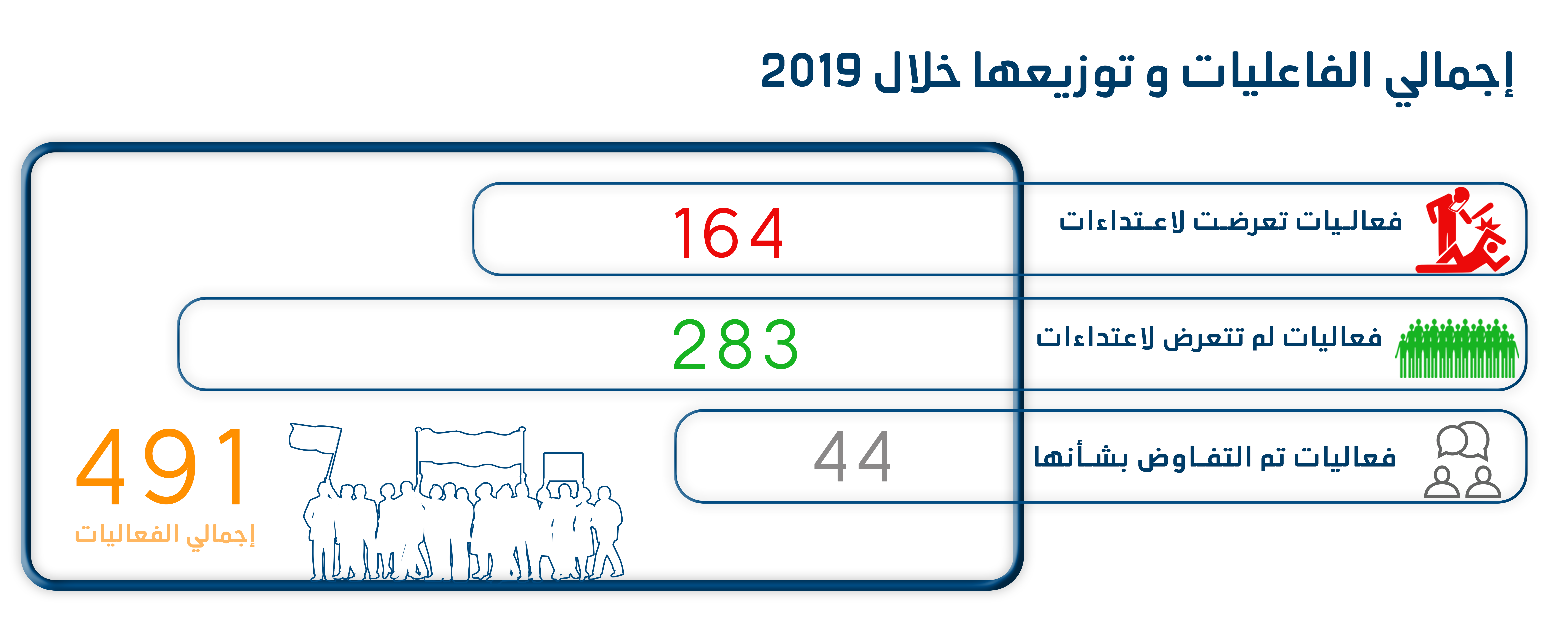 إجمالي الفاعليات و توزيعها خلال 2019
فعاليات تعرضت لاعتداءات
164
فعاليات لم تتعرض لاعتداءات
283
فعاليات تم التفاوض بشأنها
44
491
إجمالي الفعاليات